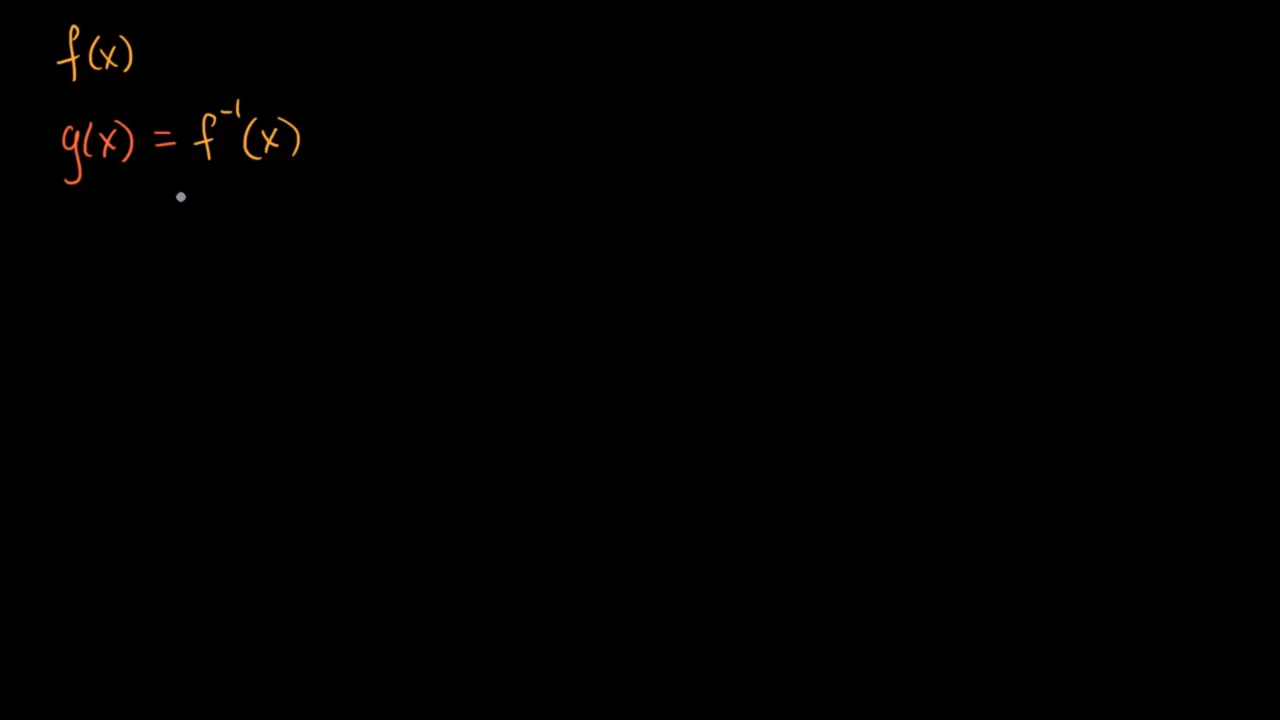 f(x)
g(x) = f⁻¹(x)